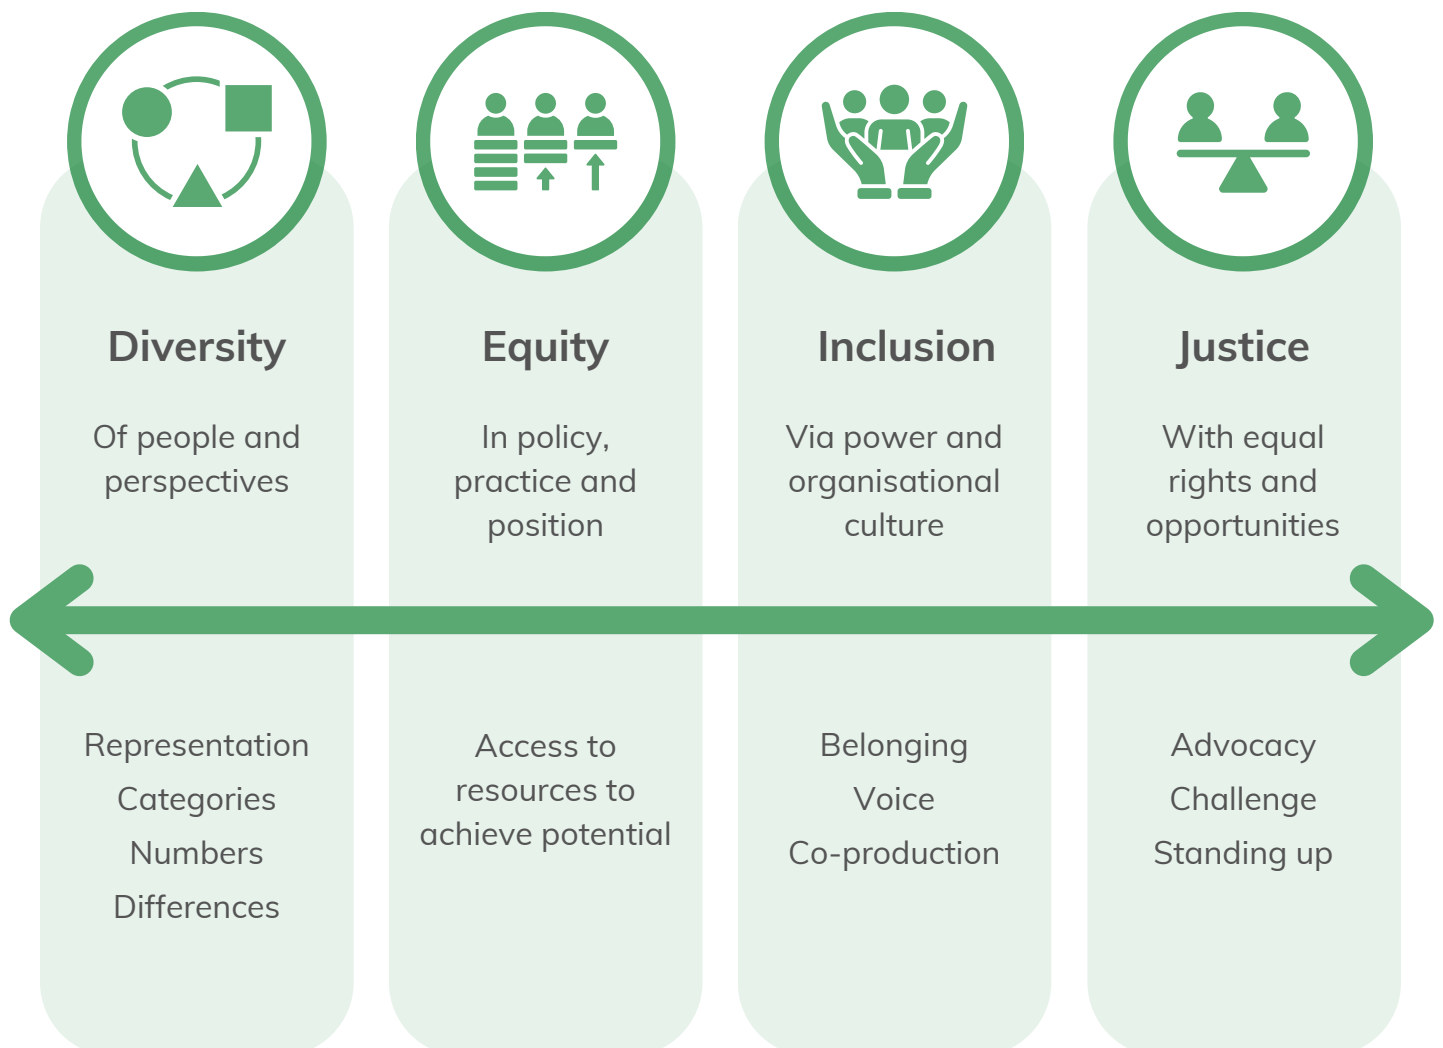 Diversity
Of people and
perspectives
Representation
Categories
Numbers
Differences
Equity
In policy,
practice and
position
Access to
resources to
achieve potential
Inclusion
Via power and
organisational
culture
Belonging
Voice
Co-production
Justice
With equal
rights and
opportunities
Advocacy
Challenge
Standing up